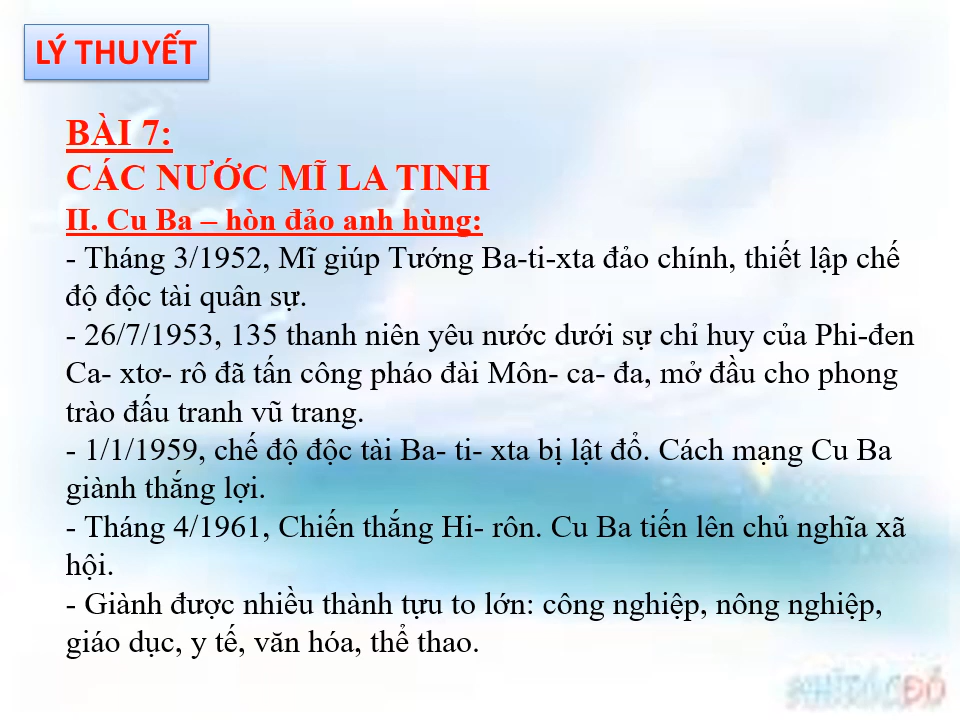 LÝ THUYẾT
BÀI 7:
CÁC NƯỚC MĨ LA TINH
II. Cu Ba – hòn đảo anh hùng:
- Tháng 3/1952, Mĩ giúp Tướng Ba-ti-xta đảo chính, thiết lập chế
độ độc tài quân sự.
- 26/7/1953, 135 thanh niên yêu nước dưới sự chỉ huy của Phi-đen
Ca- xtơ- rô đã tấn công pháo đài Môn- ca- đa, mở đầu cho phong
trào đấu tranh vũ trang.
- 1/1/1959, chế độ độc tài Ba- ti- xta bị lật đổ. Cách mạng Cu Ba
giành thắng lợi.
- Tháng 4/1961, Chiến thắng Hi- rôn. Cu Ba tiến lên chủ nghĩa xã
hội.
- Giành được nhiều thành tựu to lớn: công nghiệp, nông nghiệp,
giáo dục, y tế, văn hóa, thể thao.